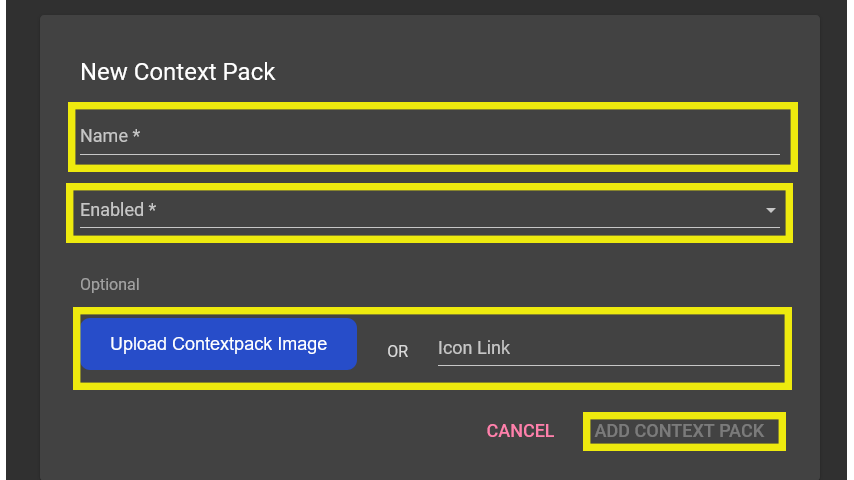 New Context Pack
Name *
Enabled *
Optional
Upload Contextpack Image OR Icon Link
CANCEL ADD CONTEXT PACK